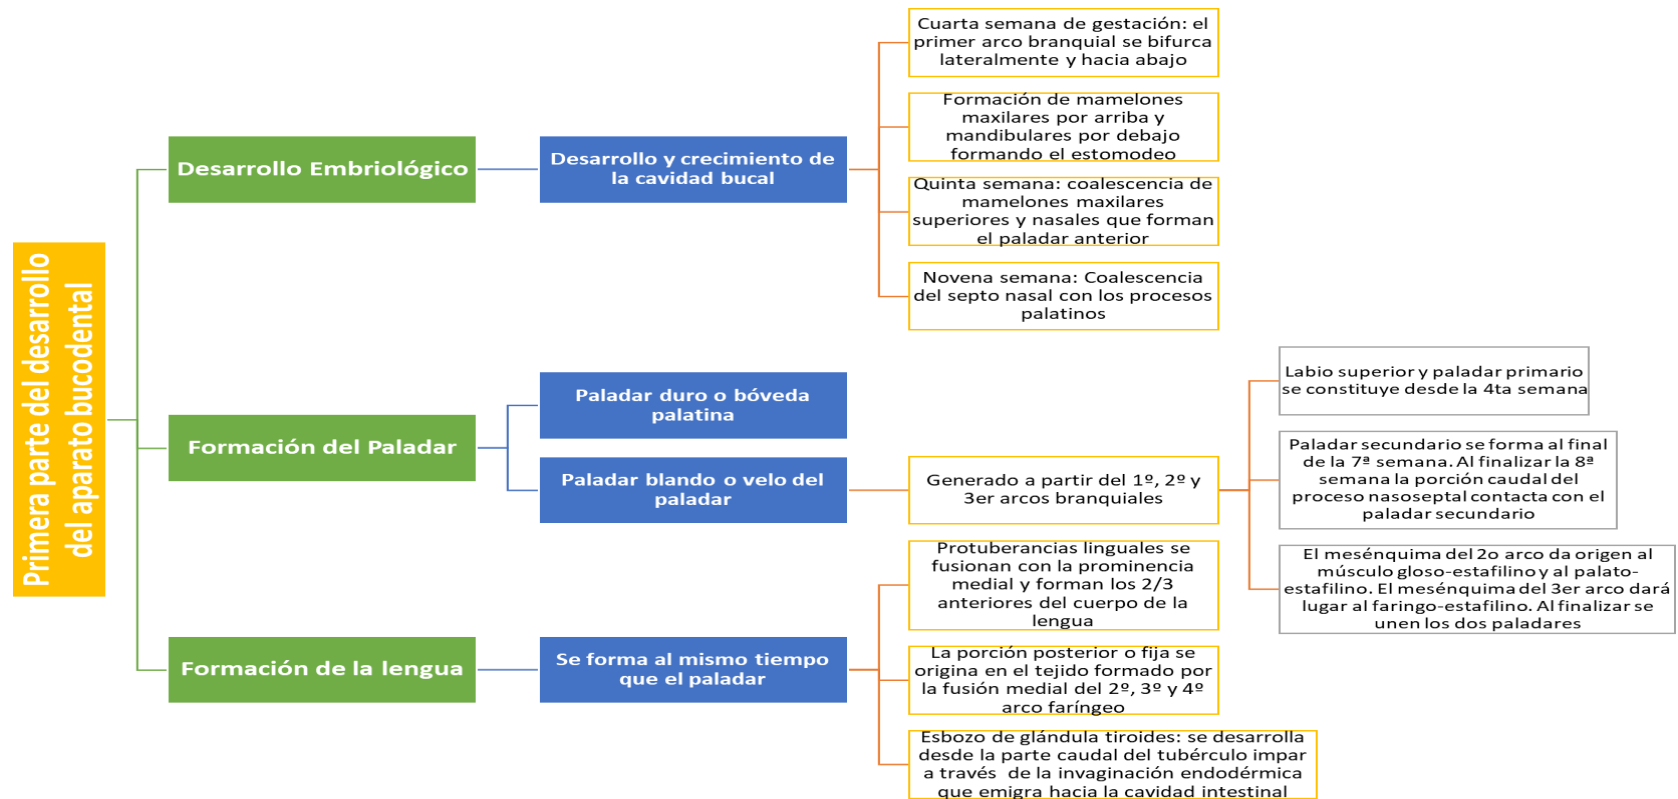 Primera parte del desarrollo
del aparato bucodental
Desarrollo Embriológico
Desarrollo y crecimiento de
la cavidad bucal
Cuarta semana de gestación: el
primer arco branquial se bifurca
lateralmente y hacia abajo
Formación de mamelones
maxilares por arriba y
mandibulares por debajo
formando el estomodeo
Quinta semana: coalescencia de
mamelones maxilares
superiores y nasales que forman
el paladar anterior
Novena semana: Coalescencia
del septo nasal con los procesos
palatinos
Formación del Paladar
Paladar duro o bóveda
palatina
Paladar blando o velo del
paladar
Generado a partir del 1º, 2º y
3er arcos branquiales
Labio superior y paladar primario
se constituye desde la 4ta semana
Paladar secundario se forma al final
de la 7ª semana. Al finalizar la 8ª
semana la porción caudal del
proceso nasoseptal contacta con el
paladar secundario
El mesénquima del 2o arco da origen al
músculo gloso-estafilino y al palato-
estafilino. El mesénquima del 3er arco dará
lugar al faringo-estafilino. Al finalizar se
unen los dos paladares
Formación de la lengua
Se forma al mismo tiempo
que el paladar
Protuberancias linguales se
fusionan con la prominencia
medial y forman los 2/3
anteriores del cuerpo de la
lengua
La porción posterior o fija se
origina en el tejido formado por
la fusión medial del 2º, 3º y 4º
arco faríngeo
Esbozo de glándula tiroides: se desarrolla
desde la parte caudal del tubérculo impar
a través  de la invaginación endodérmica
que emigra hacia la cavidad intestinal